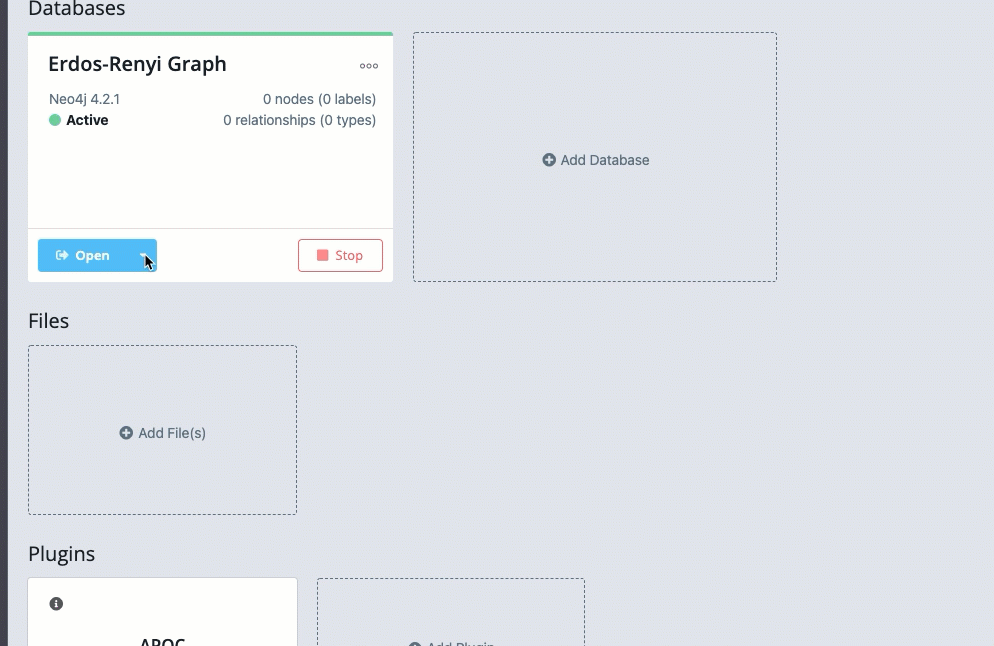 Databases
Erdos-Renyi Graph
Neo4j 4.2.1
0 nodes (0 labels)
Active
0 relationships (0 types)
Add Database
Open
Stop
Files
Add File(s)
Plugins
APOC
Add Plugin